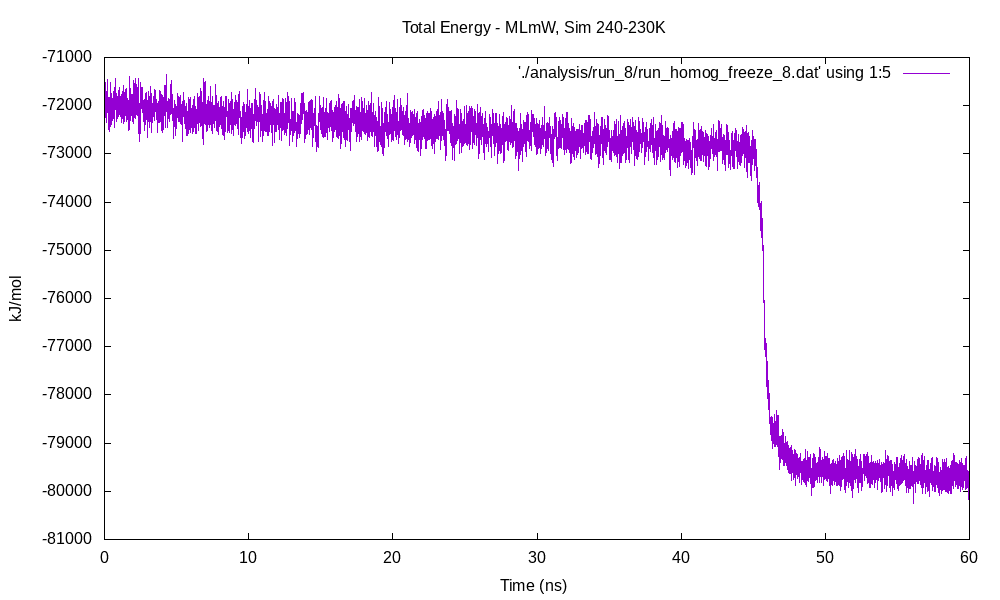 Total Energy - MLmW, Sim 240-230K
'./analysis/run_8/run_homog_freeze_8.dat' using 1:5
-71000
-72000
-73000
-74000
-75000
-76000
-77000
-78000
-79000
-80000
-81000
kJ/mol
0 10 20 30 40 50 60
Time (ns)